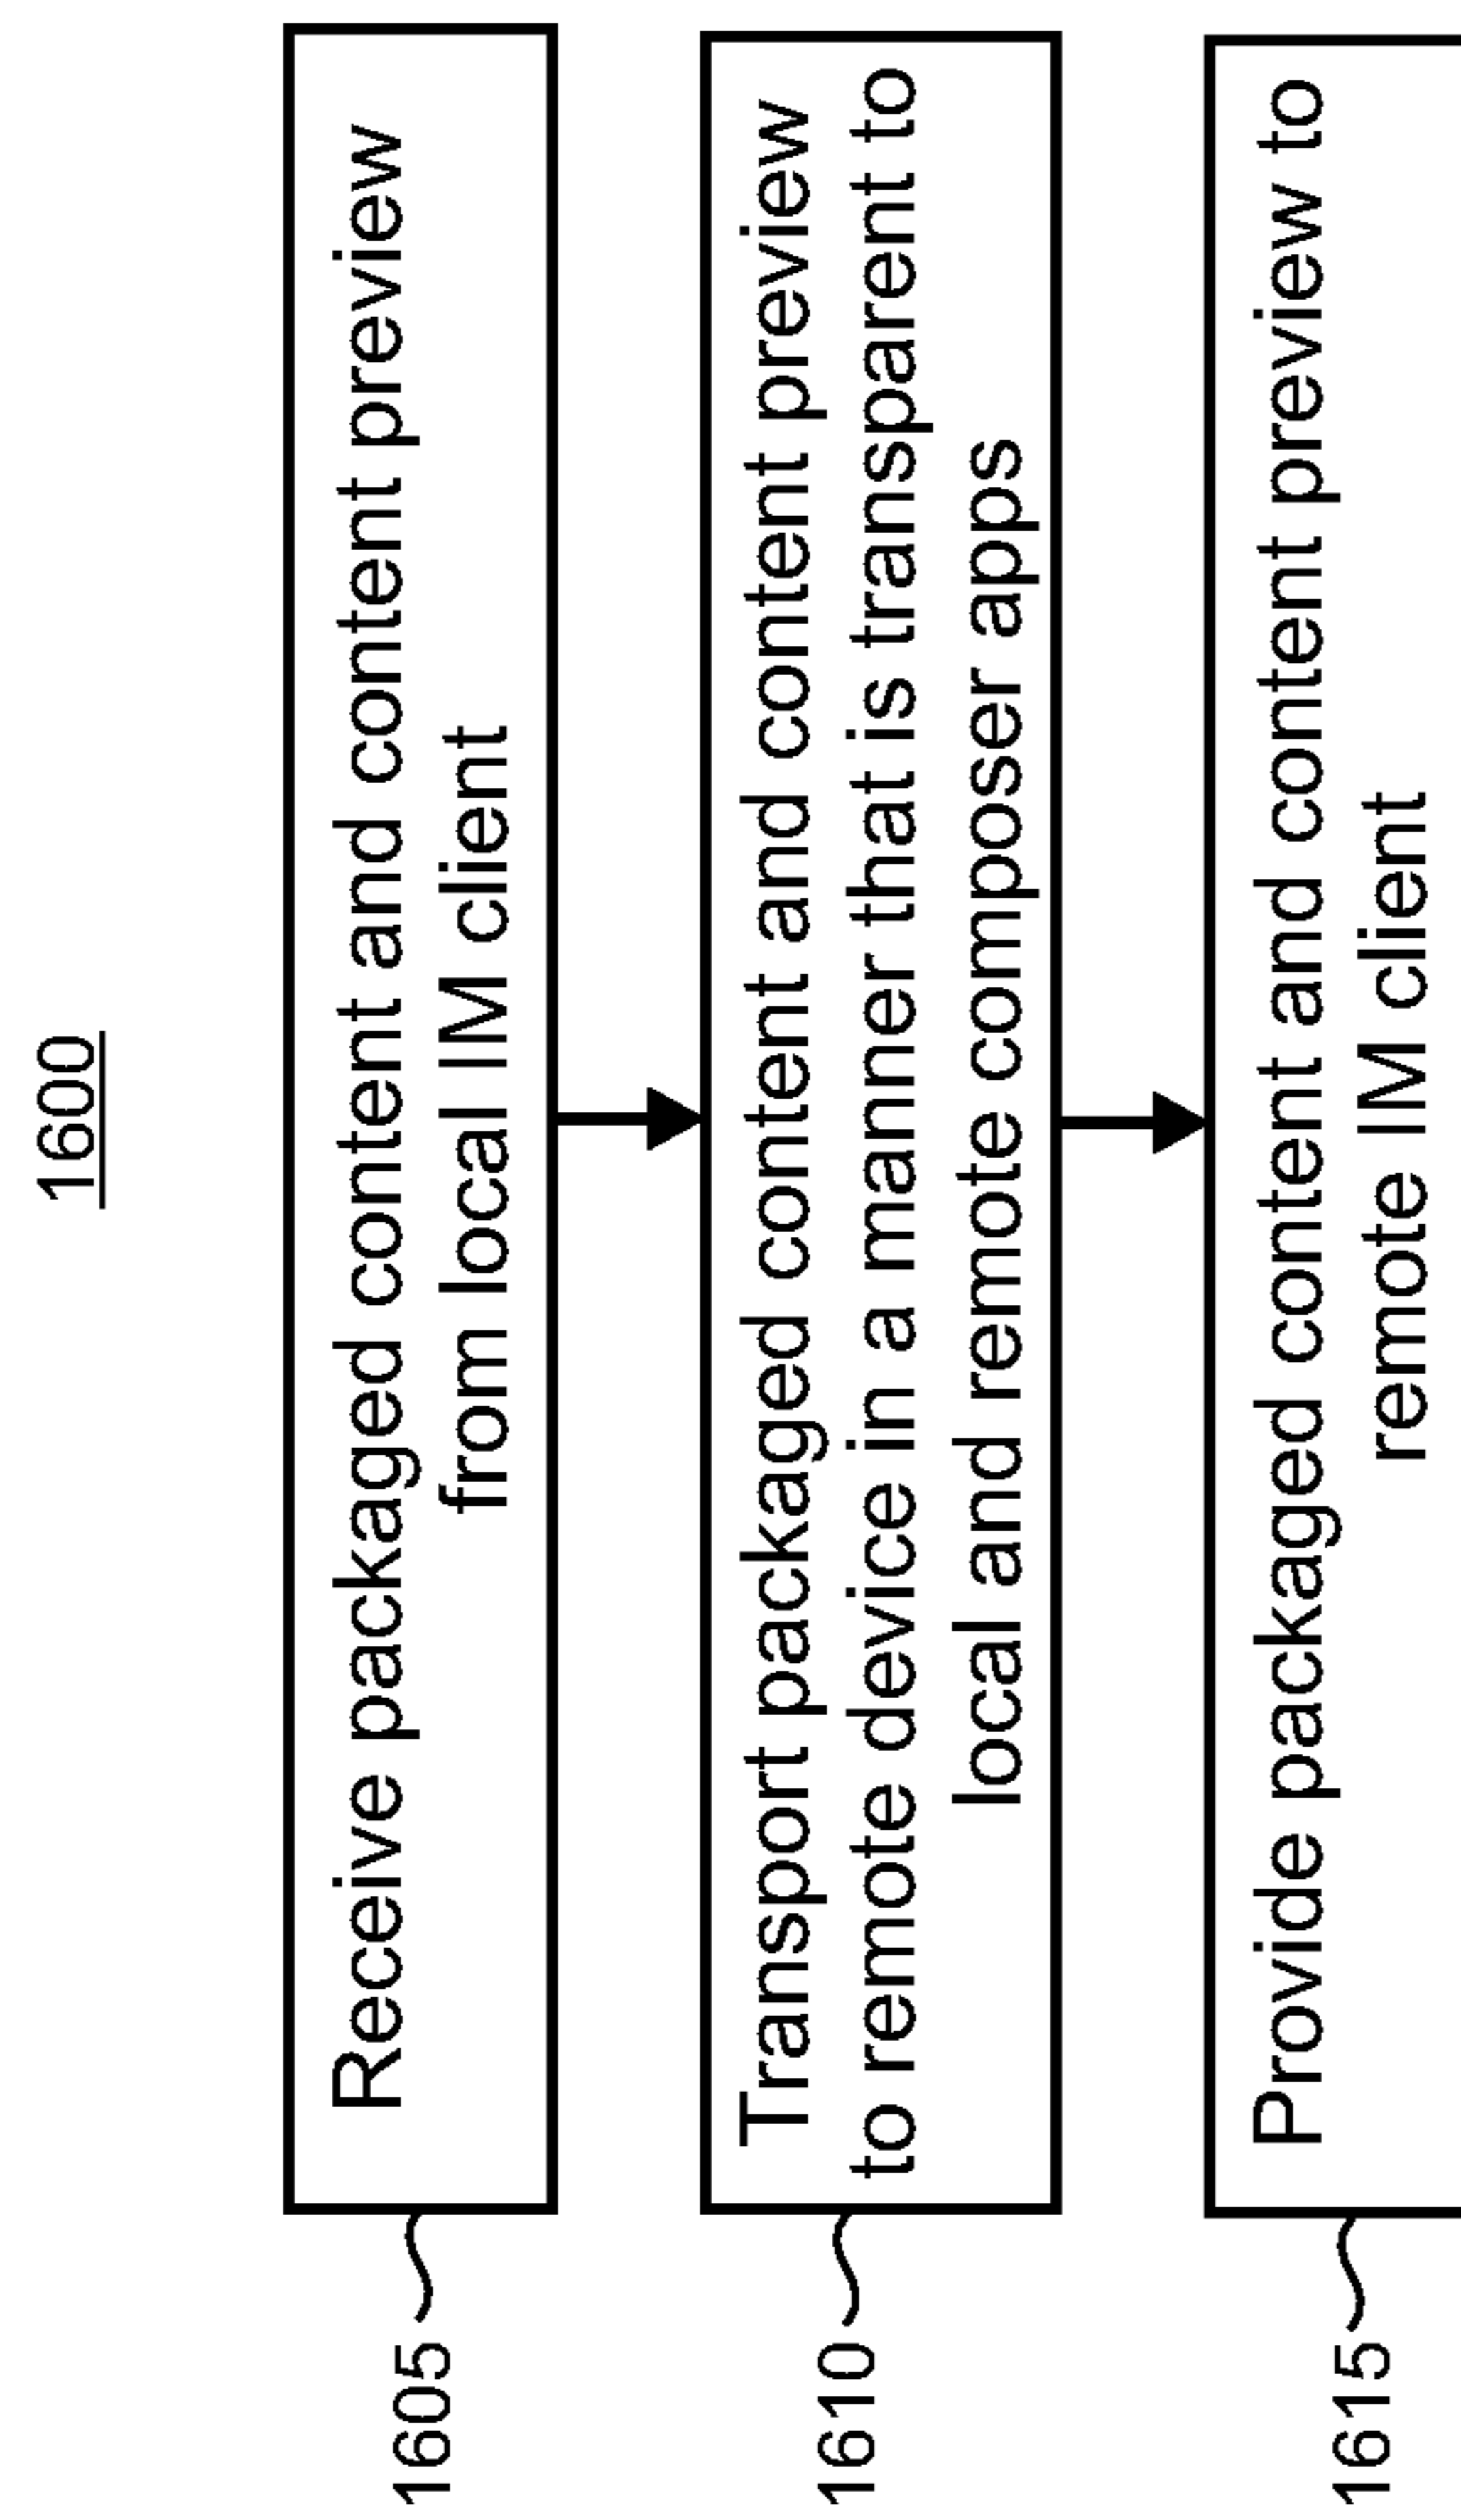 1600
1605
Receive packaged content and content preview
from local IM client
1610
Transport packaged content and content preview
to remote device in a manner that is transparent to
local and remote composer apps
1615
Provide packaged content and content preview to
remote IM client